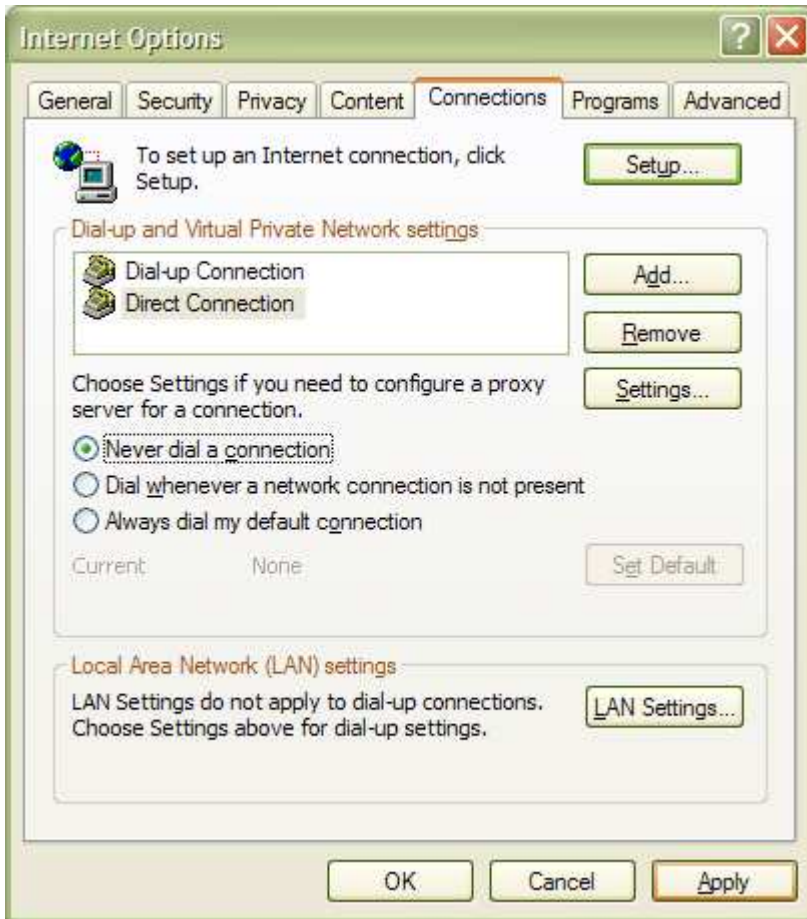 Internet Options
?
General Security Privacy Content Connections Programs Advanced
To set up an Internet connection, click
Setup.
Setup...
Dial-up and Virtual Private Network settings
Dial-up Connection
Direct Connection
Add...
Remove
Choose Settings if you need to configure a proxy
server for a connection.
Settings...
Never dial a connection
Dial whenever a network connection is not present
Always dial my default connection
Current None
Set Default
Local Area Network (LAN) settings
LAN Settings do not apply to dial-up connections.
Choose Settings above for dial-up settings.
LAN Settings...
OK Cancel Apply